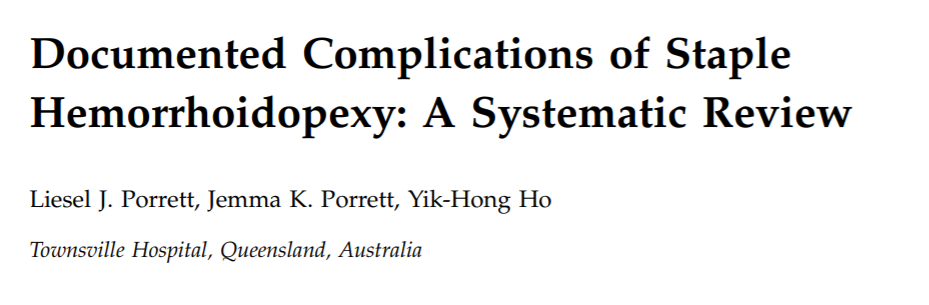 Documented Complications of Staple
Hemorrhoidopexy: A Systematic Review
Liesel J. Porrett, Jemma K. Porrett, Yik-Hong Ho
Townsville Hospital, Queensland, Australia